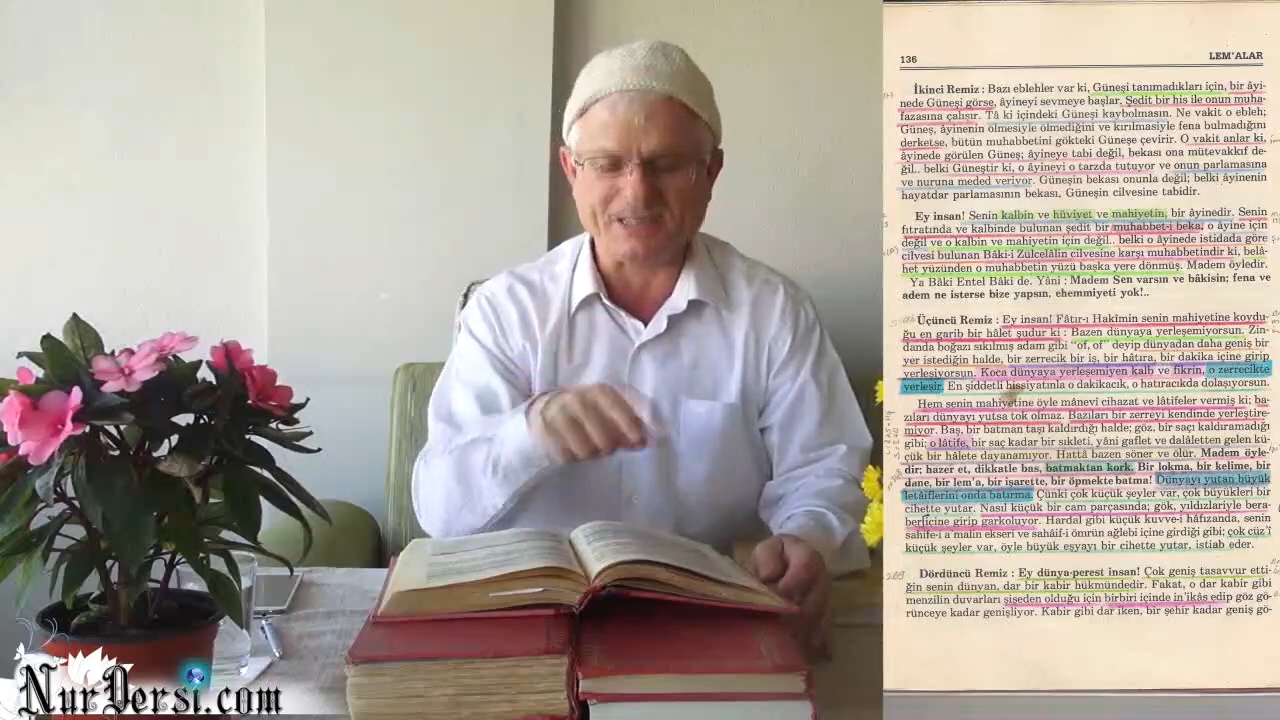 136 LEM'ALAR
İkinci Remiz : Bazı eblehler var ki, Güneşi tanımadıkları için, bir âyi-
nede Güneşi görse, âyineyi sevmeye başlar. Şedit bir his ile onun muha-
fazasına çalışır. Tâ ki içindeki Güneşi kaybolmasın. Ne vakit o ebleh;
Güneş, âyinenin ölmesiyle ölmediğini ve kırılmasiyle fena bulmadığını
derketse, bütün muhabbetini gökteki Güneşe çevirir. O vakit anlar ki,
âyinede görülen Güneş; âyineye tabi değil, bekası ona mütevakkıf de-
ğil.. belki Güneştir ki, o âyineyi o tarzda tutuyor ve onun parlamasına
ve nuruna meded veriyor. Güneşin bekası onunla değil; belki âyinenin
hayatdar parlamasının bekası, Güneşin cilvesine tabidir.
Ey insan! Senin kalbin ve hüviyet ve mahiyetin, bir âyinedir. Senin
fıtratında ve kalbinde bulunan şedit bir muhabbet-i beka, o âyine için
değil ve o kalbin ve mahiyetin için değil.. belki o âyinede istidada göre
cilvesi bulunan Bâki-i Zülcelâlin cilvesine karşı muhabbetindir ki, belâ-
het yüzünden o muhabbetin yüzü başka yere dönmüş. Madem öyledir.
Ya Bâki Entel Bâki de. Yâni : Madem Sen varsın ve bâkisin; fena ve
adem ne isterse bize yapsın, ehemmiyeti yok!..
Üçüncü Remiz : Ey insan! Fâtır-ı Hakîmin senin mahiyetine koydu-
ğu en garib bir hâlet şudur ki : Bazen dünyaya yerleşemiyorsun. Zin-
danda boğazı sıkılmış adam gibi "of, of" deyip dünyadan daha geniş bir
yer istediğin halde, bir zerrecik bir iş, bir hâtıra, bir dakika içine girip
yerleşiyorsun. Koca dünyaya yerleşemiyen kalb ve fikrin, o zerrecikte
yerleşir. En şiddetli hissiyatınla o dakikacık, o hatıracıkda dolaşıyorsun.
Hem senin mahiyetine öyle mânevi cihazat ve lâtifeler vermiş ki; ba-
zıları dünyayı yutsa tok olmaz. Bazıları bir zerreyi kendinde yerleştire-
miyor. Baş, bir batman taşı kaldırdığı halde; göz, bir saçı kaldıramadığı
gibi; o lâtife, bir saç kadar bir sıkleti, yâni gaflet ve dalâletten gelen kü-
çük bir hâlete dayanamıyor. Hattâ bazen söner ve ölür. Madem öyle-
dir; hazer et, dikkatle bas, batmaktan kork. Bir lokma, bir kelime, bir
dane, bir lem'a, bir işarette, bir öpmekte batma! Dünyayı yutan büyük
letâiflerini onda batırma. Çünki çok küçük şeyler var, çok büyükleri bir
cihette yutar. Nasıl küçük bir cam parçasında; gök, yıldızlariyle bera-
ber içine girip garkoluyor. Hardal gibi küçük kuvve-i hâfızanda, senin
sahife-i a'malin ekseri ve sahâif-i ömrün ağlebi içine girdiği gibi; çok cüz'î
küçük şeyler var, öyle büyük eşyayı bir cihette yutar, istiab eder.
Dördüncü Remiz : Ey dünya-perest insan! Çok geniş tasavvur etti-
ğin senin dünyan, dar bir kabir hükmündedir. Fakat, o dar kabir gibi
menzilin duvarları şişeden olduğu için birbiri içinde in'ikâs edip göz gö-
rünceye kadar genişliyor. Kabir gibi dar iken, bir şehir kadar geniş gö-
NurDersi.com